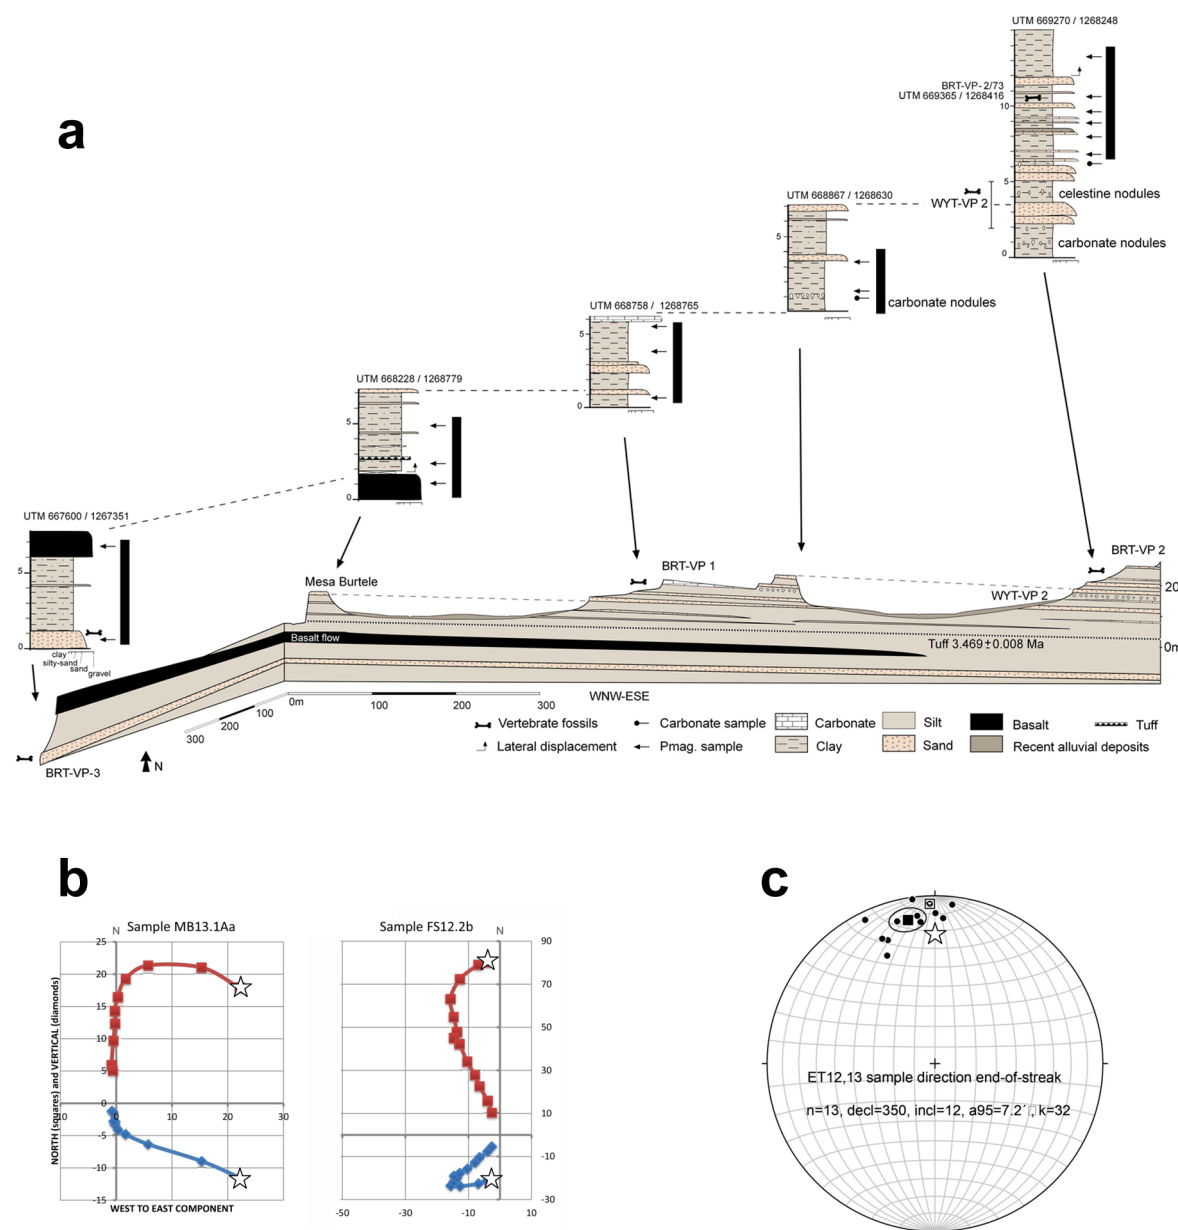 a
UTM 669270 / 1268248
BRT-VP- 2/73
UTM 669365 / 1268416
10
5
0
WYT-VP 2
celestine nodules
carbonate nodules
UTM 668867 / 1268630
5
carbonate nodules
UTM 668758 / 1268765
5
0
UTM 668228 / 1268779
5
0
UTM 667600 / 1267351
5
0
clay
silty-sand
sand
gravel
Mesa Burtele
BRT-VP 1
BRT-VP 2
WYT-VP 2
20
0m
Basalt flow
Tuff 3.469±0.008 Ma
BRT-VP-3
N
300
200
100
0m
100
200
300
WNW-ESE
Vertebrate fossils
Carbonate sample
Carbonate
Silt
Basalt
Tuff
Lateral displacement
Pmag. sample
Clay
Sand
Recent alluvial deposits
b
Sample MB13.1Aa
N
25
20
15
10
5
0
-5
-10
-15
0
10
20
30
NORTH (squares) and VERTICAL (diamonds)
WEST TO EAST COMPONENT
Sample FS12.2b
N
90
70
50
30
10
-10
-30
-50
-30
-10
10
c
ET12,13 sample direction end-of-streak
n=13, decl=350, incl=12, a95=7.2´, k=32